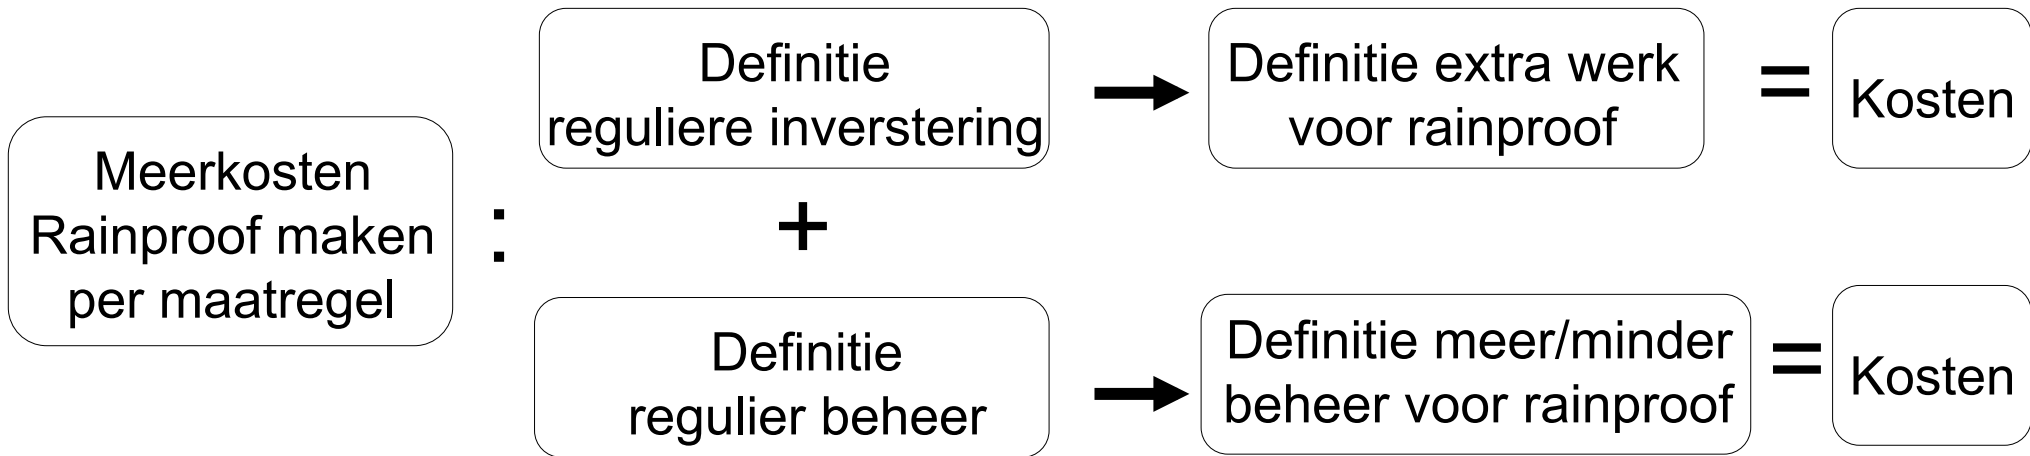 Meerkosten
Rainproof maken
per maatregel
:
Definitie
reguliere inverstering
Definitie extra werk
voor rainproof
=
Kosten
+
Definitie
regulier beheer
Definitie meer/minder
beheer voor rainproof
=
Kosten